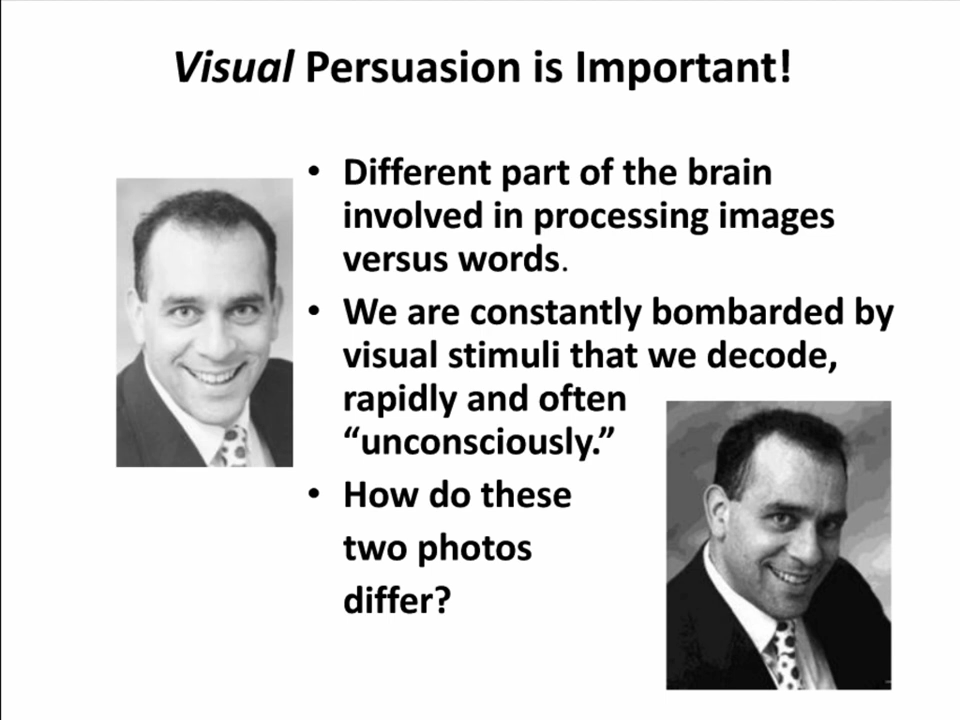 Visual Persuasion is Important!
• Different part of the brain
involved in processing images
versus words.
• We are constantly bombarded by
visual stimuli that we decode,
rapidly and often
“unconsciously.”
• How do these
two photos
differ?